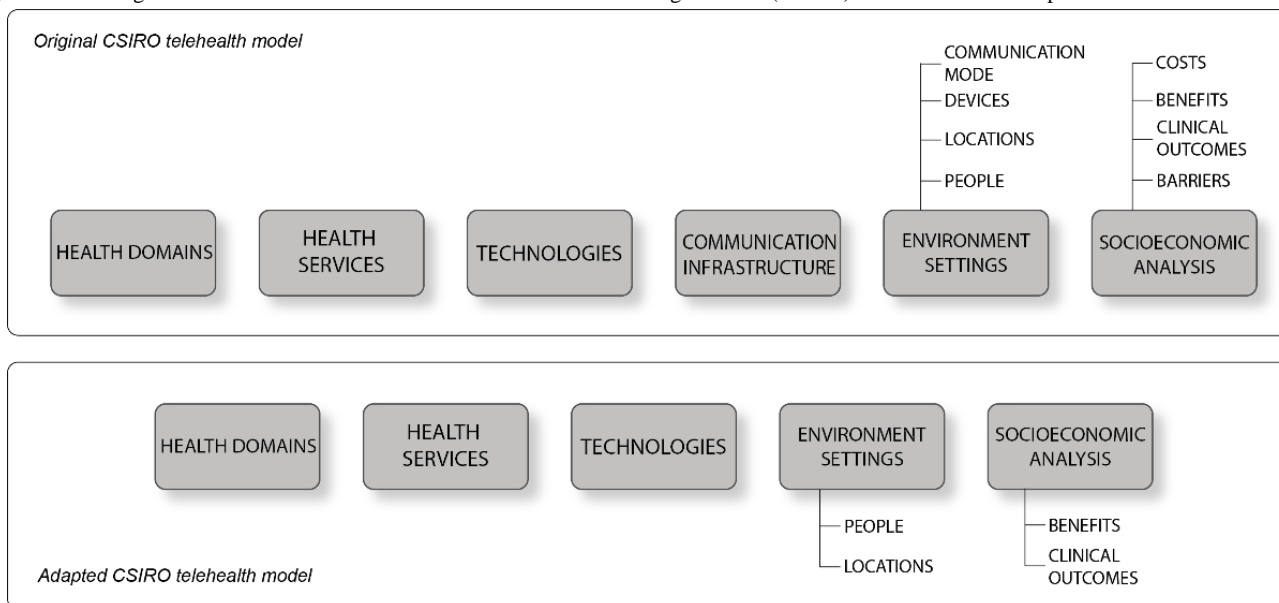 Original CSIRO telehealth model
COMMUNICATION
MODE
DEVICES
LOCATIONS
PEOPLE
COSTS
BENEFITS
CLINICAL
OUTCOMES
BARRIERS
HEALTH DOMAINS
HEALTH
SERVICES
TECHNOLOGIES
COMMUNICATION
INFRASTRUCTURE
ENVIRONMENT
SETTINGS
SOCIOECONOMIC
ANALYSIS
HEALTH DOMAINS
HEALTH
SERVICES
TECHNOLOGIES
ENVIRONMENT
SETTINGS
SOCIOECONOMIC
ANALYSIS
PEOPLE
LOCATIONS
BENEFITS
CLINICAL
OUTCOMES
Adapted CSIRO telehealth model